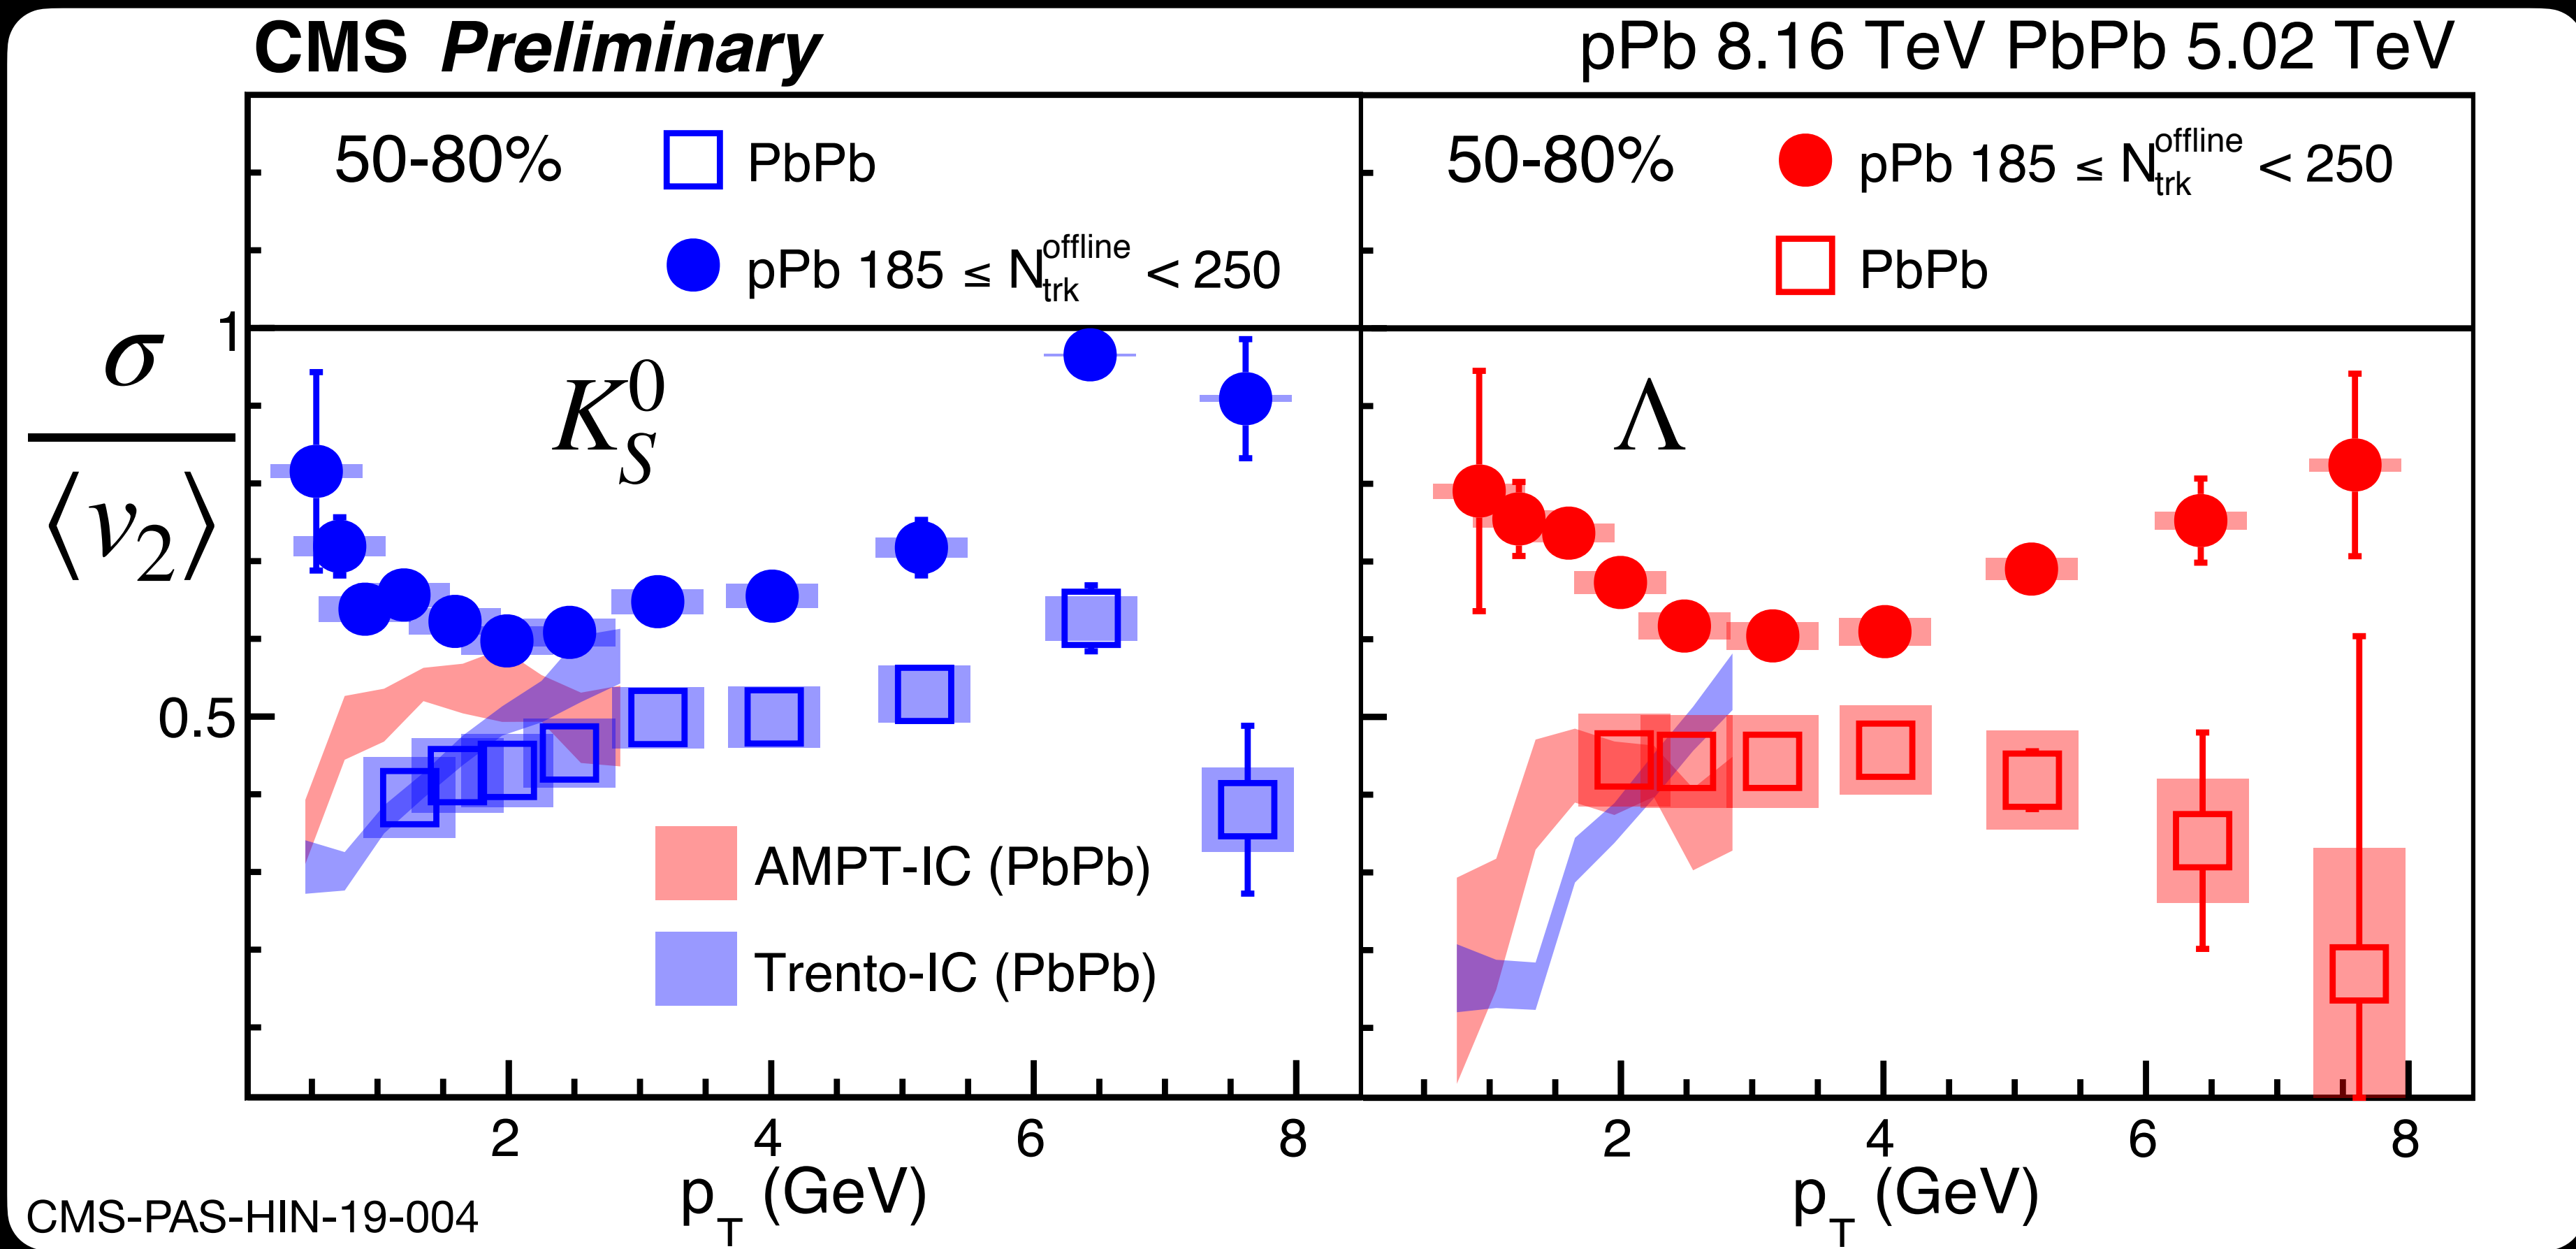 CMS Preliminary
pPb 8.16 TeV PbPb 5.02 TeV
50-80%
PbPb
pPb 185 ≤ N_trk^offline < 250
50-80%
pPb 185 ≤ N_trk^offline < 250
PbPb
σ
⟨v₂⟩
1
0.5
K_S^0
Λ
AMPT-IC (PbPb)
Trento-IC (PbPb)
2 4 6 8
2 4 6 8
p_T (GeV)
p_T (GeV)
CMS-PAS-HIN-19-004